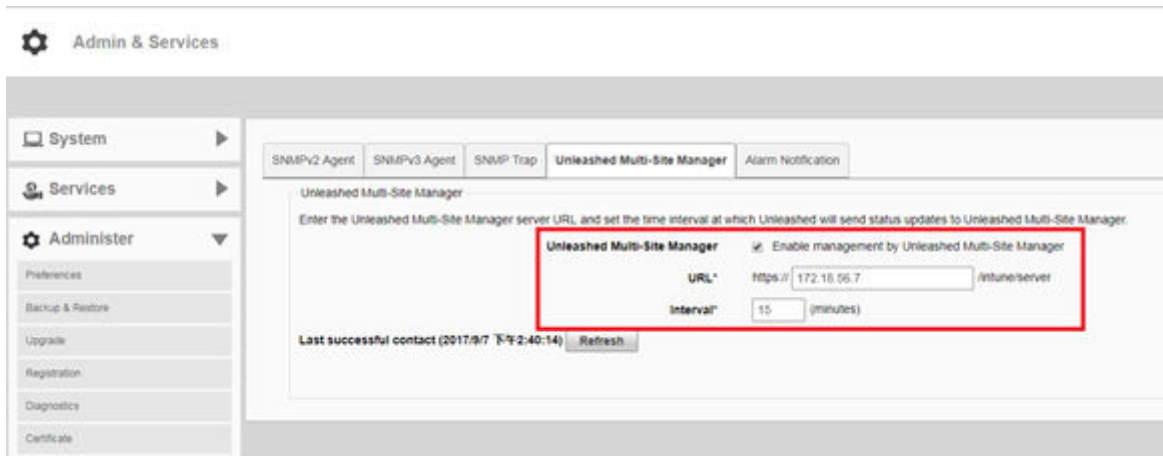 Admin & Services
System
Services
Administer
Preferences
Backup & Restore
Upgrade
Registration
Diagnostics
Certificate
SNMPv2 Agent SNMPv3 Agent SNMP Trap Unleashed Multi-Site Manager Alarm Notification
Unleashed Multi-Site Manager
Enter the Unleashed Multi-Site Manager server URL and set the time interval at which Unleashed will send status updates to Unleashed Multi-Site Manager.
Unleashed Multi-Site Manager Enable management by Unleashed Multi-Site Manager
URL* https:// 172.18.56.7 /intune/server
Interval* 15 (minutes)
Last successful contact (2017/9/7 下午2:40:14) Refresh